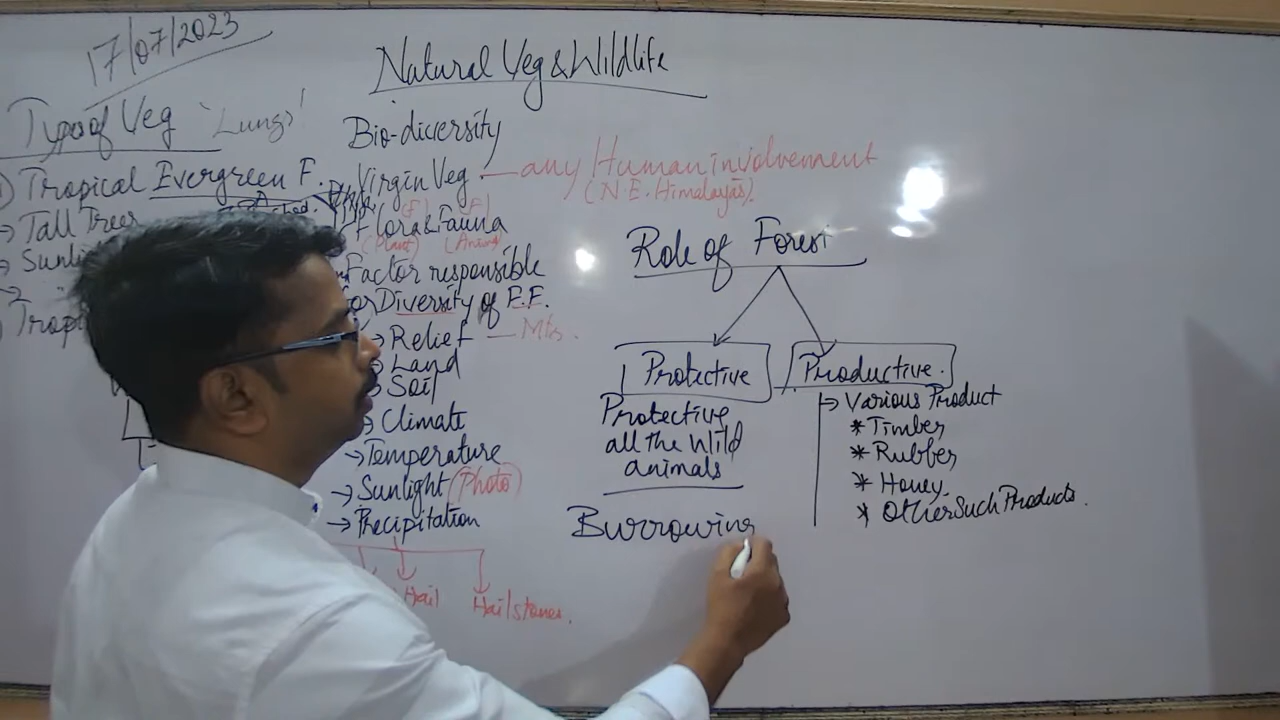 17/07/2023
Natural Veg & Wildlife
Type of Veg 'Lungs'
Tropical Evergreen F.
→ Tall Trees
Bio-diversity
Virgin Veg. — any Human involvement
(N.E. Himalayas).
(F) (F)
Flora & Fauna
(Plant)
Factor responsible
Diversity of F.F.
→ Relief — Mts.
→ Land
→ Soil
→ Climate
→ Temperature
→ Sunlight (Photo)
→ Precipitation
Hail Hailstones.
Role of Forest
Protective
Protective
all the Wild
animals
Burrowing
Productive.
→ Various Product
* Timber
* Rubber
* Honey
* Other Such Products.